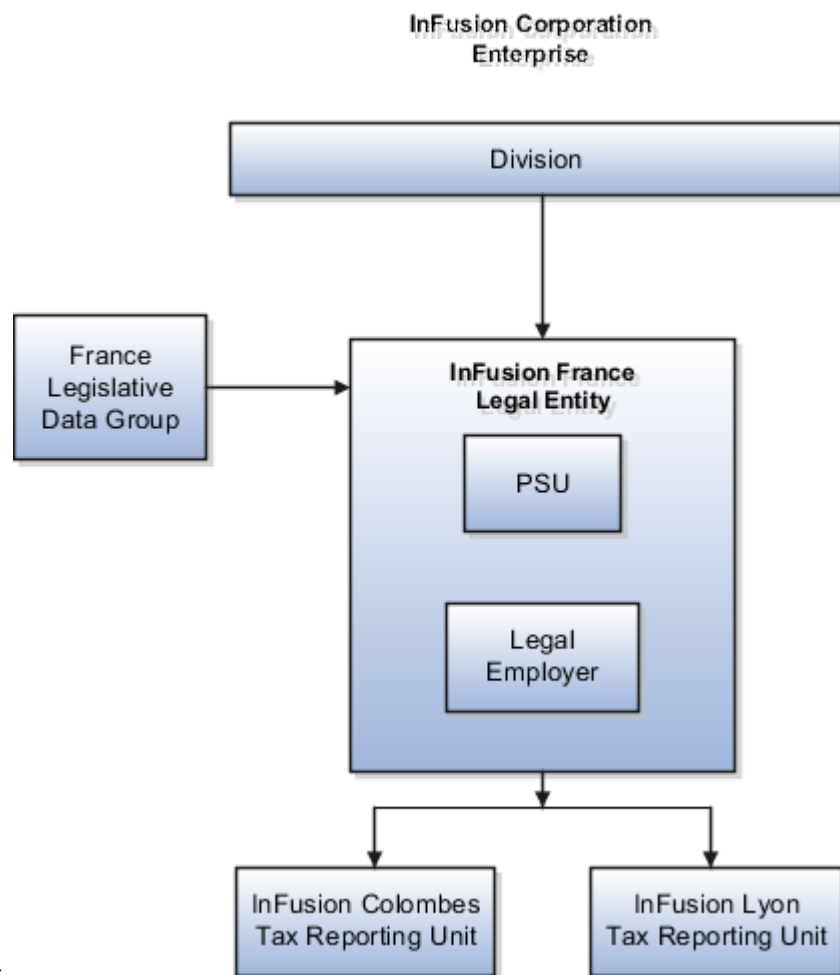 InFusion Corporation
Enterprise
Division
France
Legislative
Data Group
InFusion France
Legal Entity
PSU
Legal
Employer
InFusion Colombes
Tax Reporting Unit
InFusion Lyon
Tax Reporting Unit